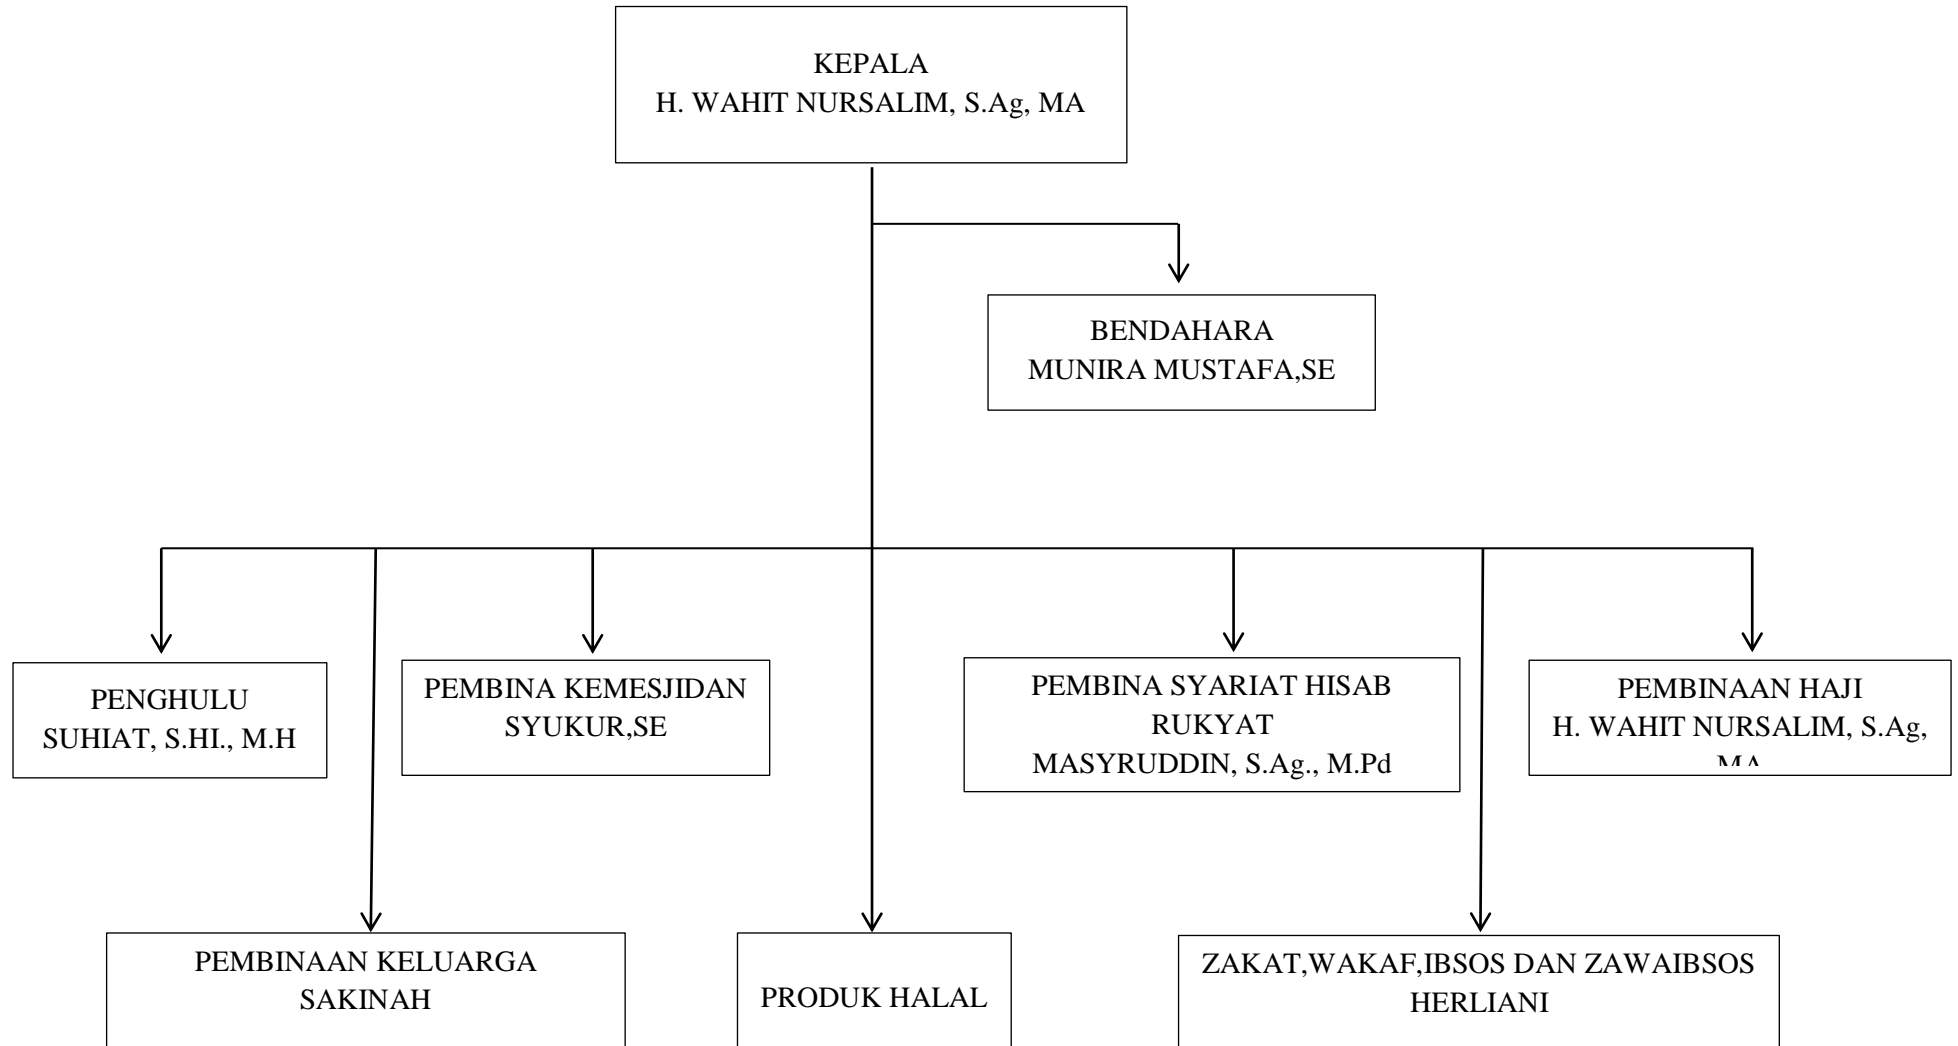 KEPALA
H. WAHIT NURSALIM, S.Ag, MA
BENDAHARA
MUNIRA MUSTAFA,SE
PENGHULU
SUHIAT, S.HI., M.H
PEMBINA KEMESJIDAN
SYUKUR,SE
PEMBINA SYARIAT HISAB
RUKYAT
MASYRUDDIN, S.Ag., M.Pd
PEMBINAAN HAJI
H. WAHIT NURSALIM, S.Ag,
MA
PEMBINAAN KELUARGA
SAKINAH
PRODUK HALAL
ZAKAT,WAKAF,IBSOS DAN ZAWAIBSOS
HERLIANI